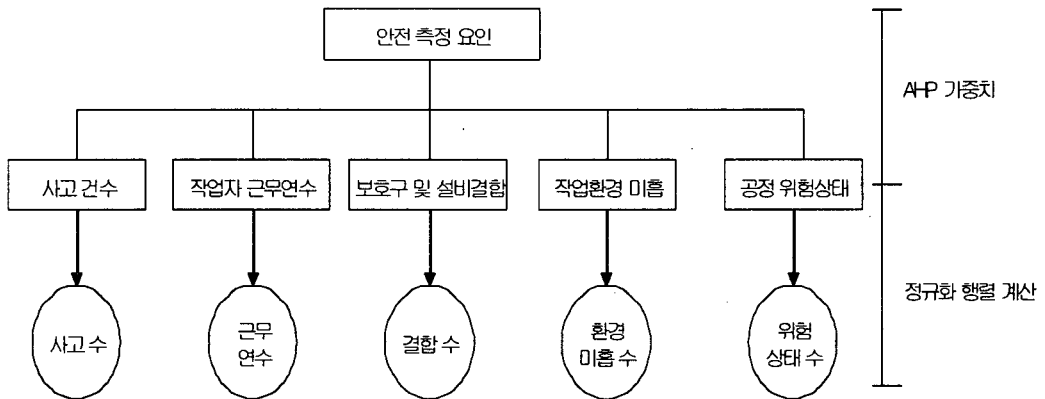 안전 측정 요인
AHP 가중치
사고 건수
작업자 근무연수
보호구 및 설비결합
작업환경 미흡
공정 위험상태
정규화 행렬 계산
사고 수
근무
연수
결합 수
환경
미흡 수
위험
상태 수